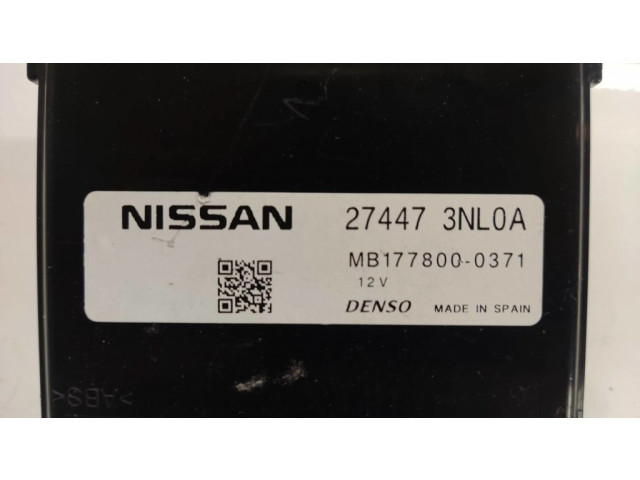 NISSAN 27447 3NL0A
MB177800-0371
12V
DENSO MADE IN SPAIN
>ABS<